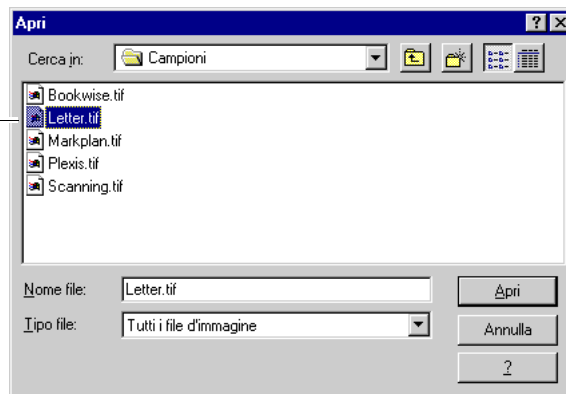 Apri
Cerca in: Campioni
Bookwise.tif
Letter.tif
Markplan.tif
Plexis.tif
Scanning.tif
Nome file: Letter.tif Apri
Tipo file: Tutti i file d'immagine Annulla
?